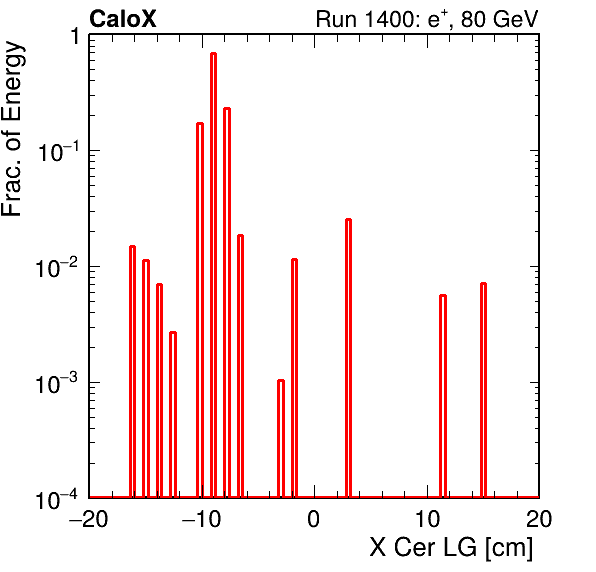 CaloX Run 1400: e⁺, 80 GeV
Frac. of Energy
1
10⁻¹
10⁻²
10⁻³
10⁻⁴
−20 −10 0 10 20
X Cer LG [cm]